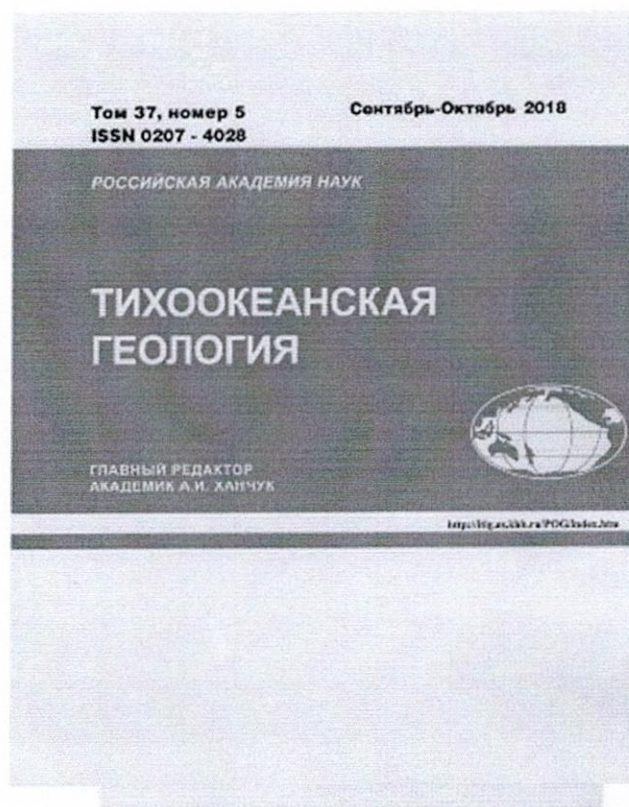 Том 37, номер 5
Сентябрь-Октябрь 2018
ISSN 0207 - 4028
РОССИЙСКАЯ АКАДЕМИЯ НАУК
ТИХООКЕАНСКАЯ
ГЕОЛОГИЯ
ГЛАВНЫЙ РЕДАКТОР
АКАДЕМИК А.И. ХАНЧУК